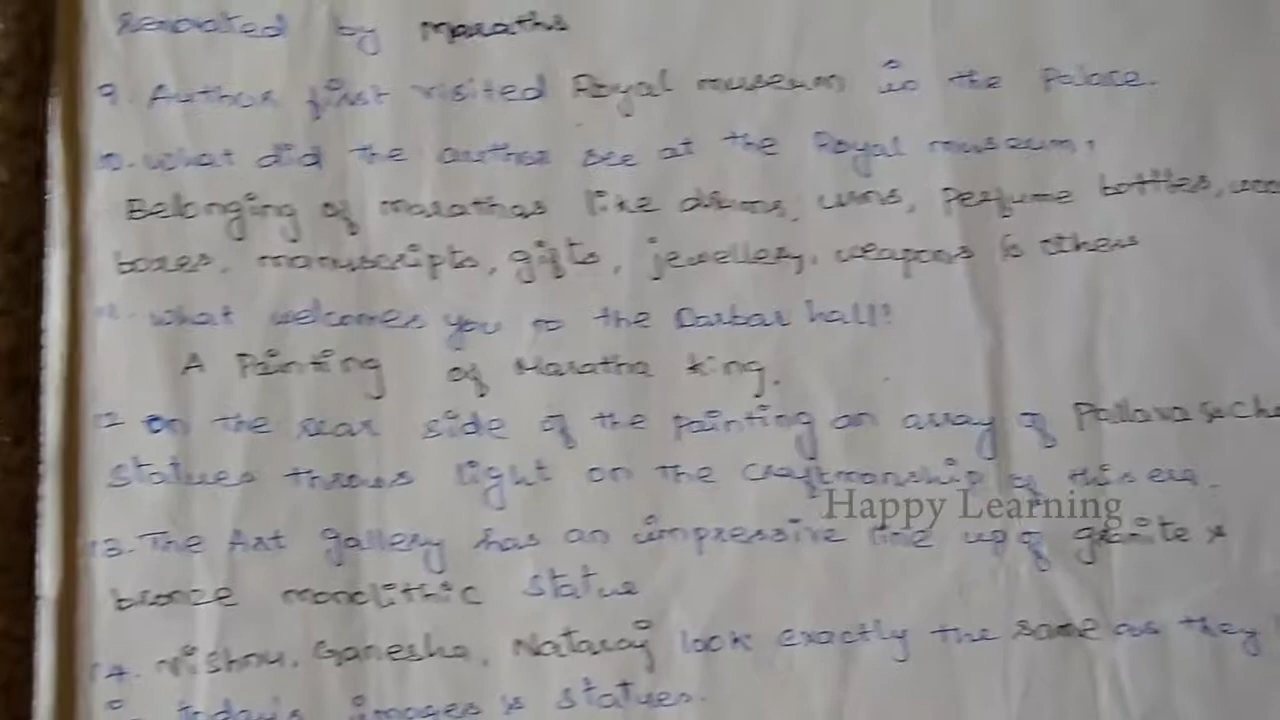 renovated by Marathas
9. Author first visited Royal museum in the Palace.
10. What did the author see at the Royal museum?
Belonging of marathas like drums, urns, Perfume bottles,
boxes, manuscripts, gifts, jewellery, weapons & others
11. What welcomes you to the Darbar hall?
A Painting of Maratha King.
12 On the rear side of the Painting an array of Pallava
statues throws light on the craftmanship of this era.
Happy Learning
13. The Art gallery has an impressive line up of granite &
bronze monolithic statue
14. Vishnu, Ganesha, Nataraj look exactly the same as they
in today's images & statues.